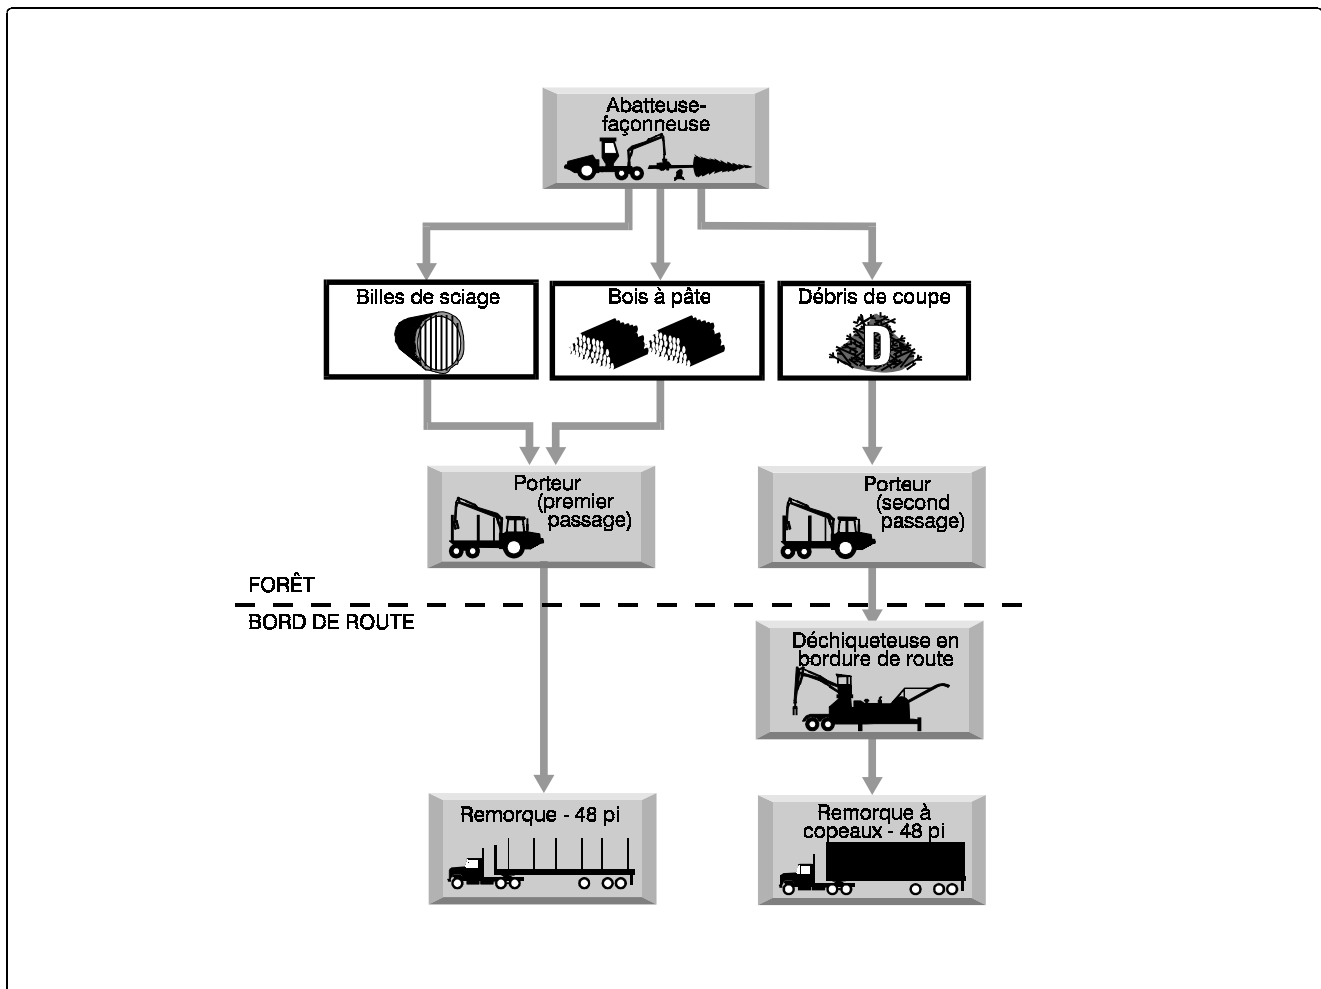 Abatteuse-
façonneuse
Billes de sciage
Bois à pâte
Débris de coupe
D
Porteur
(premier
passage)
Porteur
(second
passage)
FORÊT
BORD DE ROUTE
Déchiqueteuse en
bordure de route
Remorque - 48 pi
Remorque à
copeaux - 48 pi